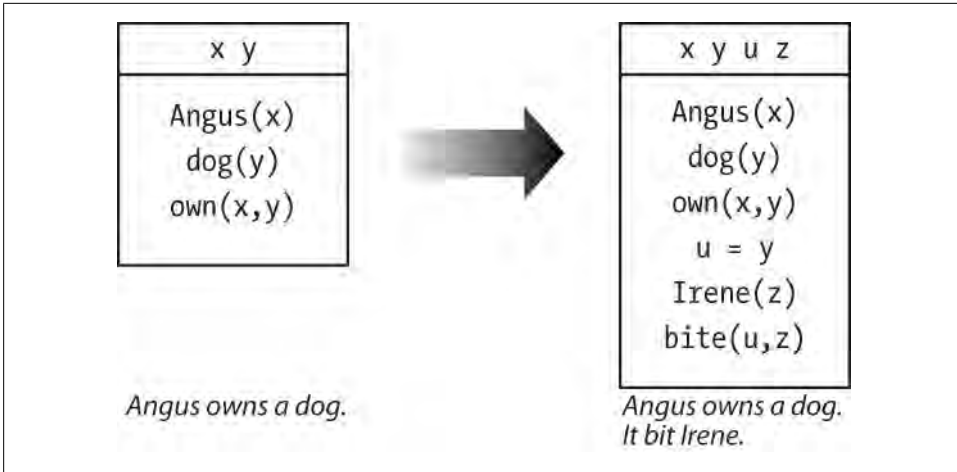 x y
Angus(x)
dog(y)
own(x,y)
Angus owns a dog.
x y u z
Angus(x)
dog(y)
own(x,y)
u = y
Irene(z)
bite(u,z)
Angus owns a dog.
It bit Irene.